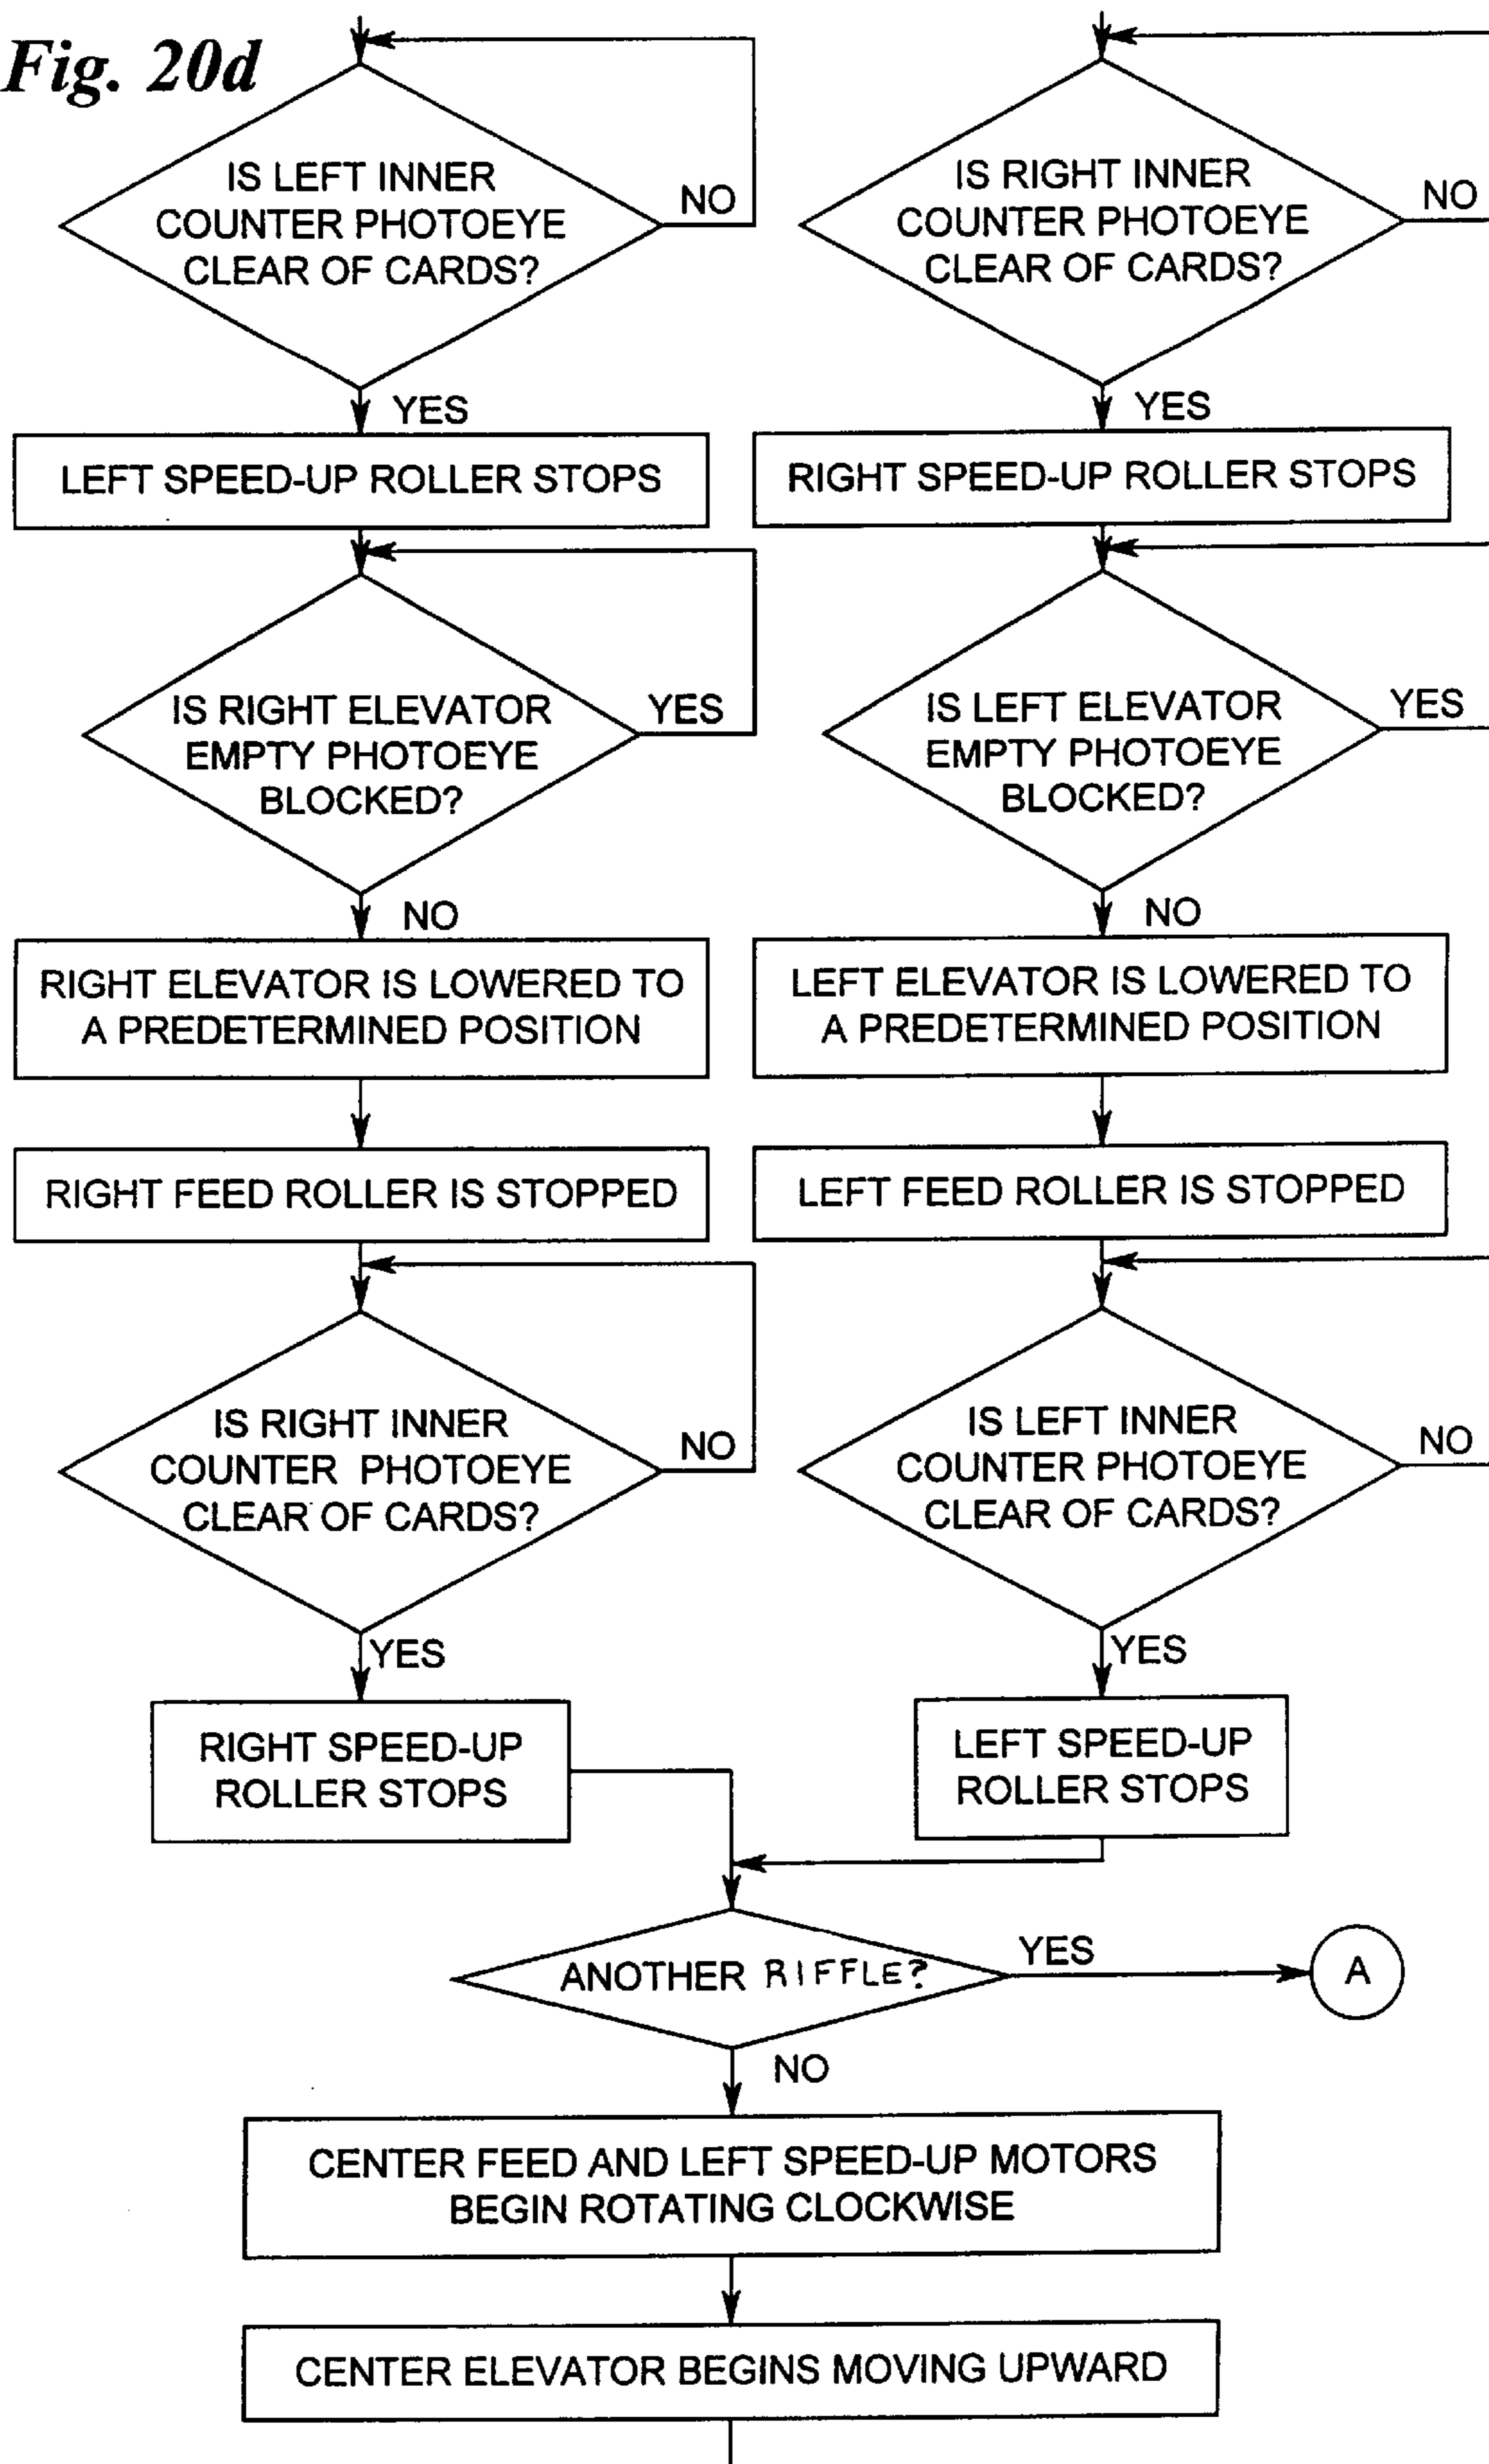 Fig. 20d
IS LEFT INNER
COUNTER PHOTOEYE
CLEAR OF CARDS?
NO
YES
LEFT SPEED-UP ROLLER STOPS
IS RIGHT ELEVATOR
EMPTY PHOTOEYE
BLOCKED?
YES
NO
RIGHT ELEVATOR IS LOWERED TO
A PREDETERMINED POSITION
RIGHT FEED ROLLER IS STOPPED
IS RIGHT INNER
COUNTER PHOTOEYE
CLEAR OF CARDS?
NO
YES
RIGHT SPEED-UP
ROLLER STOPS
IS RIGHT INNER
COUNTER PHOTOEYE
CLEAR OF CARDS?
NO
YES
RIGHT SPEED-UP ROLLER STOPS
IS LEFT ELEVATOR
EMPTY PHOTOEYE
BLOCKED?
YES
NO
LEFT ELEVATOR IS LOWERED TO
A PREDETERMINED POSITION
LEFT FEED ROLLER IS STOPPED
IS LEFT INNER
COUNTER PHOTOEYE
CLEAR OF CARDS?
NO
YES
LEFT SPEED-UP
ROLLER STOPS
ANOTHER RIFFLE?
YES
A
NO
CENTER FEED AND LEFT SPEED-UP MOTORS
BEGIN ROTATING CLOCKWISE
CENTER ELEVATOR BEGINS MOVING UPWARD